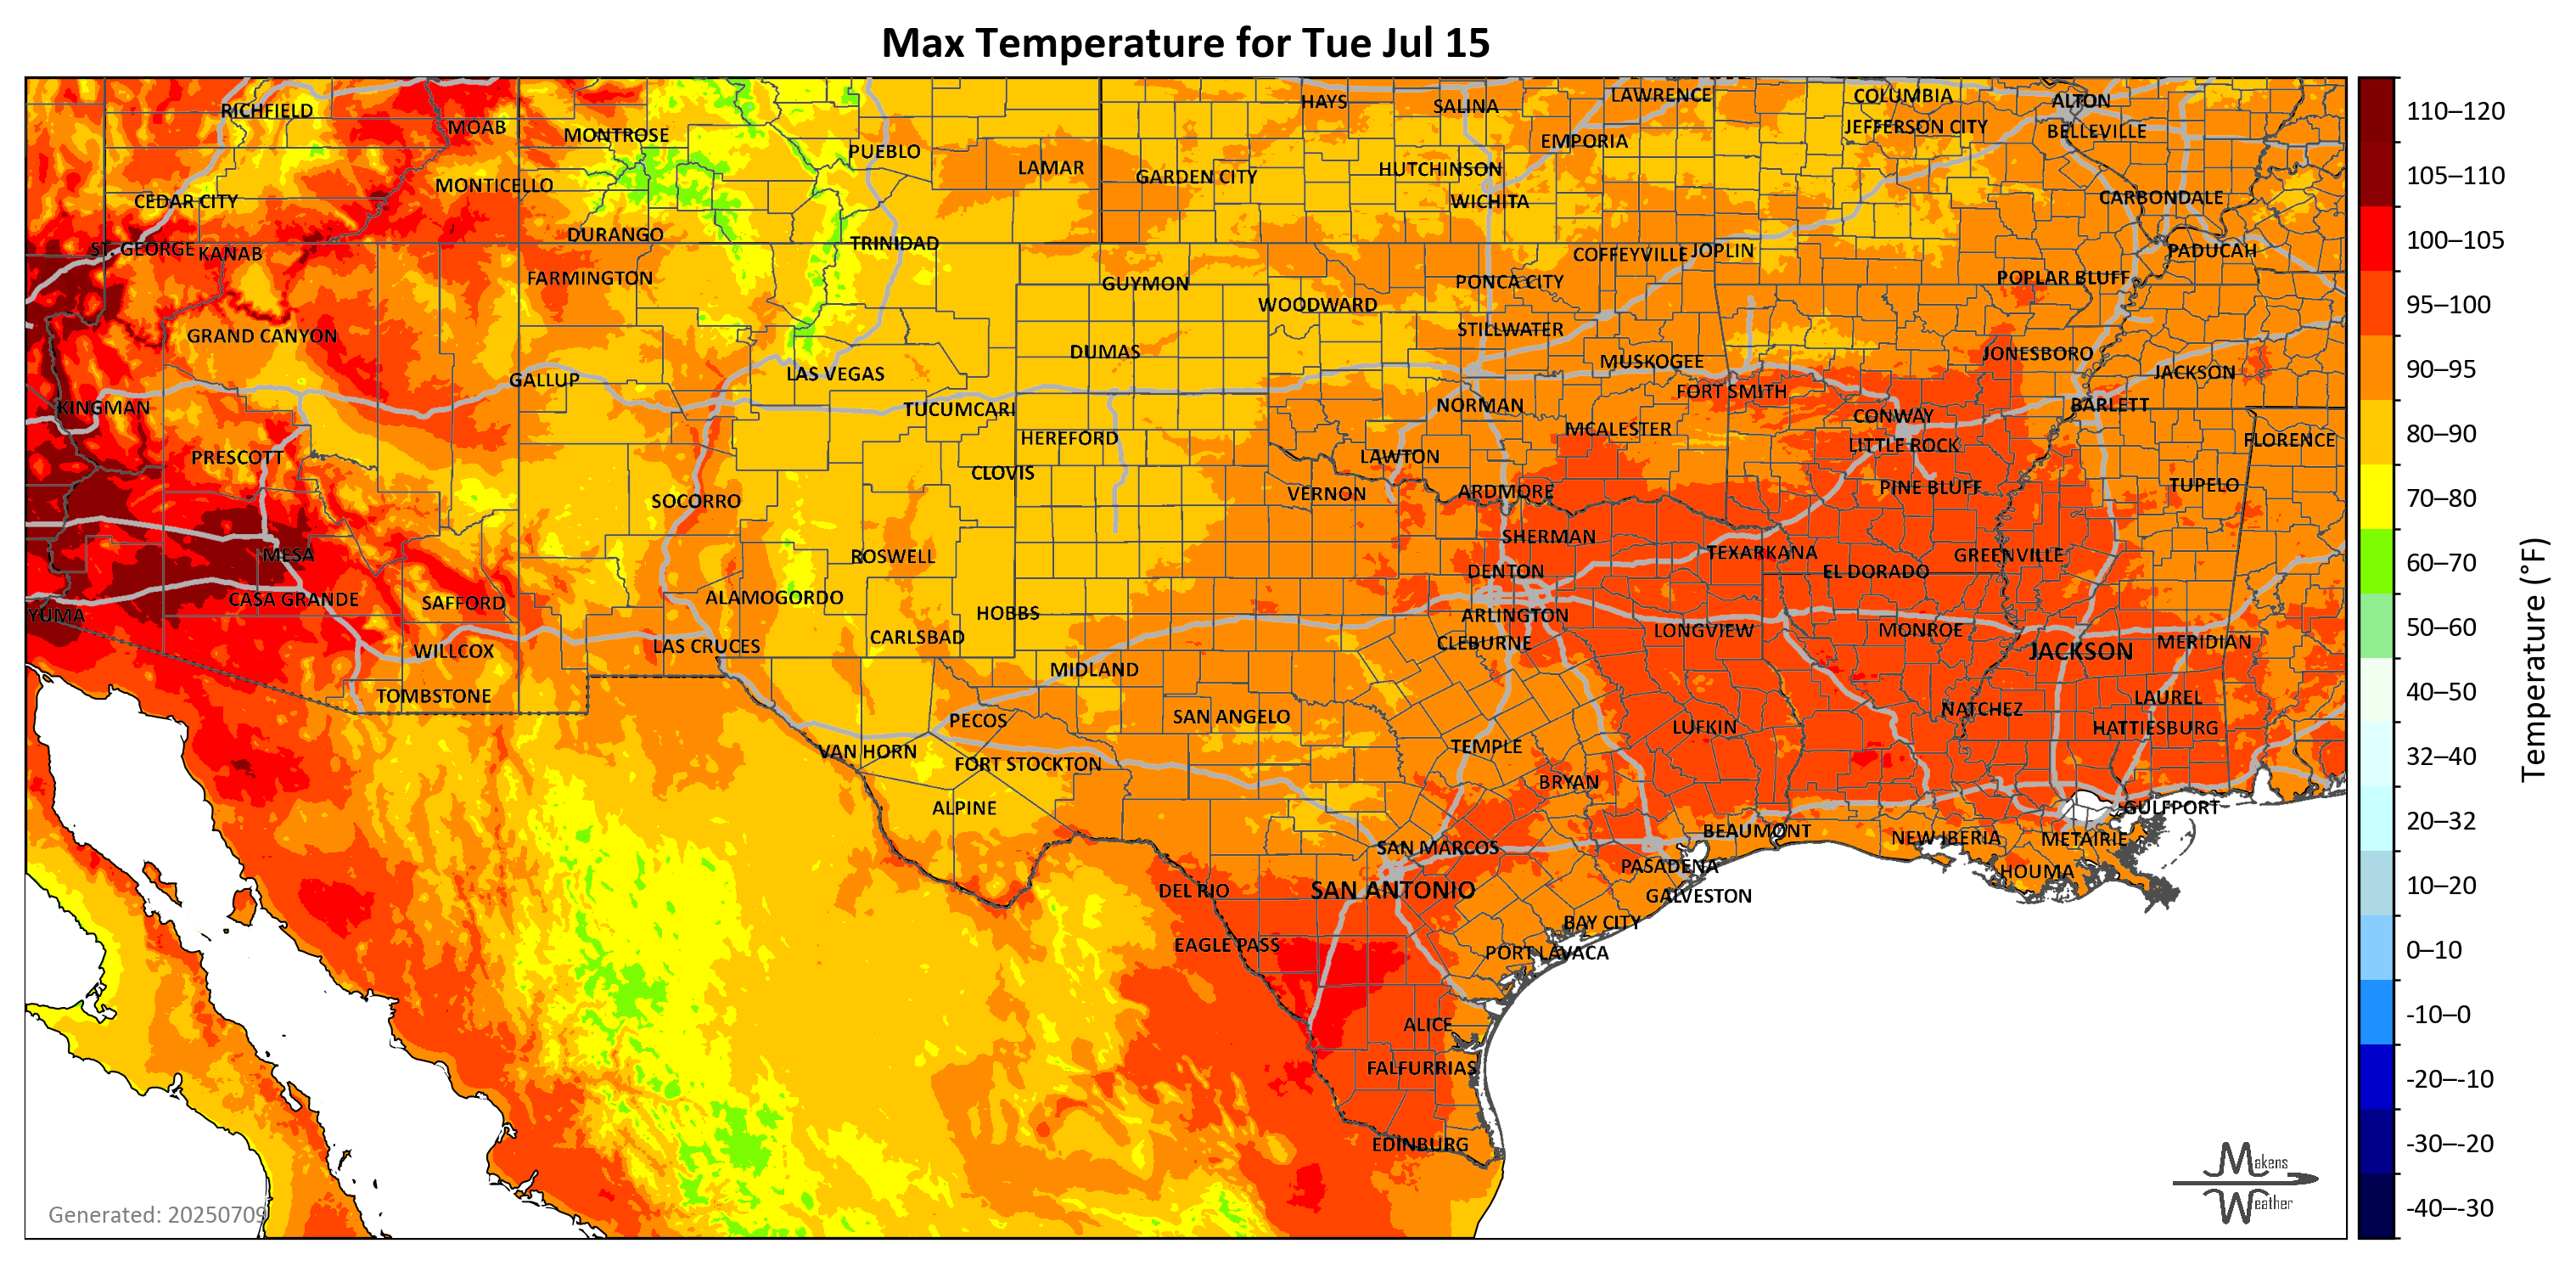 Max Temperature for Tue Jul 15
RICHFIELD
MOAB
MONTROSE
PUEBLO
LAMAR
HAYS
SALINA
LAWRENCE
COLUMBIA
ALTON
EMPORIA
JEFFERSON CITY
BELLEVILLE
GARDEN CITY
HUTCHINSON
MONTICELLO
CEDAR CITY
WICHITA
CARBONDALE
ST. GEORGE
KANAB
DURANGO
TRINIDAD
COFFEYVILLE
JOPLIN
PADUCAH
FARMINGTON
GUYMON
PONCA CITY
POPLAR BLUFF
WOODWARD
GRAND CANYON
STILLWATER
DUMAS
MUSKOGEE
JONESBORO
GALLUP
LAS VEGAS
FORT SMITH
JACKSON
KINGMAN
TUCUMCARI
NORMAN
CONWAY
BARLETT
HEREFORD
MCALESTER
LITTLE ROCK
FLORENCE
PRESCOTT
CLOVIS
LAWTON
SOCORRO
VERNON
ARDMORE
PINE BLUFF
TUPELO
MESA
ROSWELL
SHERMAN
TEXARKANA
GREENVILLE
DENTON
EL DORADO
CASA GRANDE
SAFFORD
ALAMOGORDO
HOBBS
YUMA
ARLINGTON
WILLCOX
LAS CRUCES
CARLSBAD
CLEBURNE
LONGVIEW
MONROE
JACKSON
MERIDIAN
MIDLAND
TOMBSTONE
PECOS
SAN ANGELO
NATCHEZ
LAUREL
VAN HORN
FORT STOCKTON
TEMPLE
LUFKIN
HATTIESBURG
BRYAN
ALPINE
GULFPORT
SAN MARCOS
BEAUMONT
NEW IBERIA
METAIRIE
DEL RIO
SAN ANTONIO
PASADENA
HOUMA
GALVESTON
EAGLE PASS
BAY CITY
PORT LAVACA
ALICE
FALFURRIAS
EDINBURG
Generated: 20250709
Makens
Weather
110–120
105–110
100–105
95–100
90–95
80–90
70–80
60–70
50–60
40–50
32–40
20–32
10–20
0–10
-10–0
-20–-10
-30–-20
-40–-30
Temperature (°F)